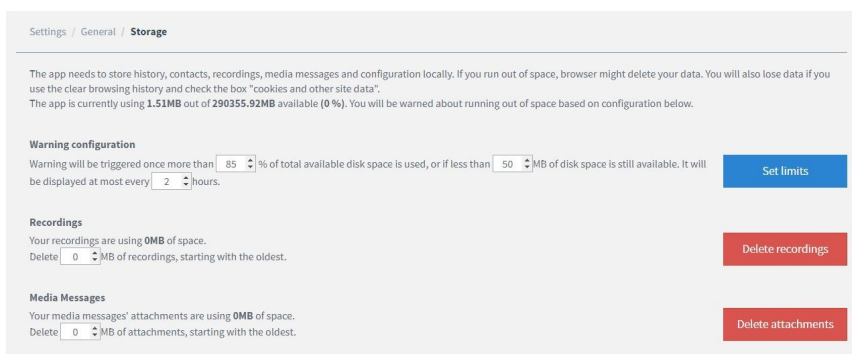 Settings / General / Storage
The app needs to store history, contacts, recordings, media messages and configuration locally. If you run out of space, browser might delete your data. You will also lose data if you
use the clear browsing history and check the box "cookies and other site data".
The app is currently using 1.51MB out of 290355.92MB available (0 %). You will be warned about running out of space based on configuration below.
Warning configuration
Warning will be triggered once more than 85 % of total available disk space is used, or if less than 50 MB of disk space is still available. It will
be displayed at most every 2 hours.
Set limits
Recordings
Your recordings are using 0MB of space.
Delete 0 MB of recordings, starting with the oldest.
Delete recordings
Media Messages
Your media messages' attachments are using 0MB of space.
Delete 0 MB of attachments, starting with the oldest.
Delete attachments